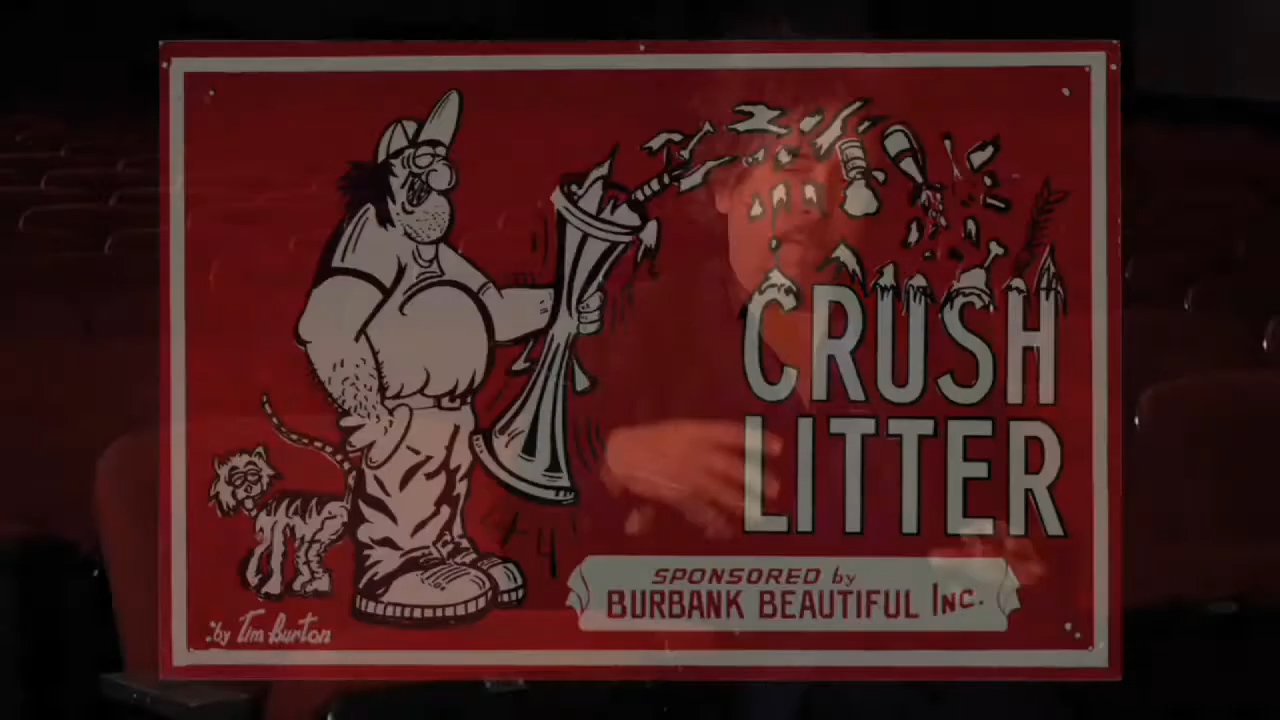 CRUSH
LITTER
SPONSORED by
BURBANK BEAUTIFUL INC.
by Tim Burton